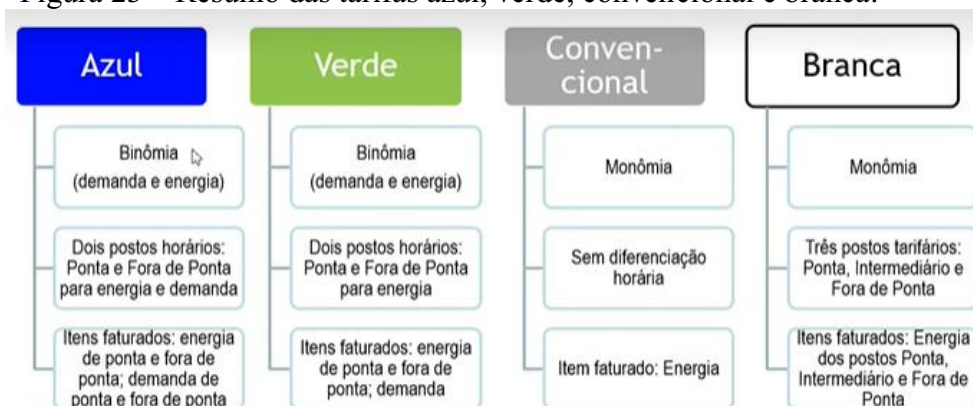 Figura 25 – Resumo das tarifas azul, verde, convencional e branca.
Azul
Binômia
(demanda e energia)
Dois postos horários:
Ponta e Fora de Ponta
para energia e demanda
Itens faturados: energia
de ponta e fora de
ponta; demanda de
ponta e fora de ponta
Verde
Binômia
(demanda e energia)
Dois postos horários:
Ponta e Fora de Ponta
para energia
Itens faturados: energia
de ponta e fora de
ponta; demanda
Conven-
cional
Monômia
Sem diferenciação
horária
Item faturado: Energia
Branca
Monômia
Três postos tarifários:
Ponta, Intermediário e
Fora de Ponta
Itens faturados: Energia
dos postos Ponta,
Intermediário e Fora de
Ponta